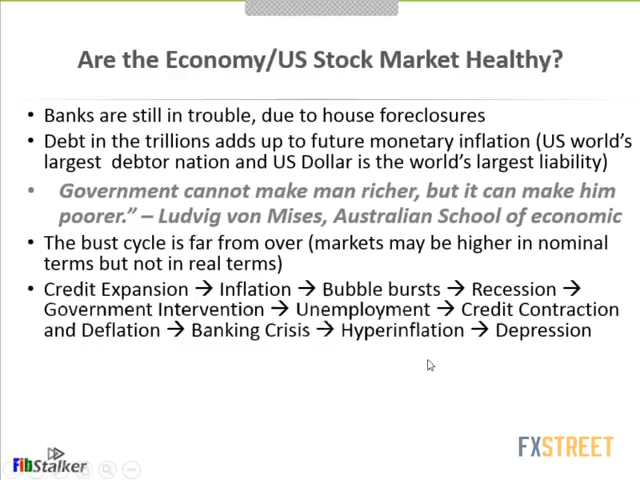 Are the Economy/US Stock Market Healthy?
• Banks are still in trouble, due to house foreclosures
• Debt in the trillions adds up to future monetary inflation (US world's
largest debtor nation and US Dollar is the world's largest liability)
• Government cannot make man richer, but it can make him
poorer.” – Ludvig von Mises, Australian School of economic
• The bust cycle is far from over (markets may be higher in nominal
terms but not in real terms)
• Credit Expansion → Inflation → Bubble bursts → Recession →
Government Intervention → Unemployment → Credit Contraction
and Deflation → Banking Crisis → Hyperinflation → Depression
FXSTREET
FibStalker